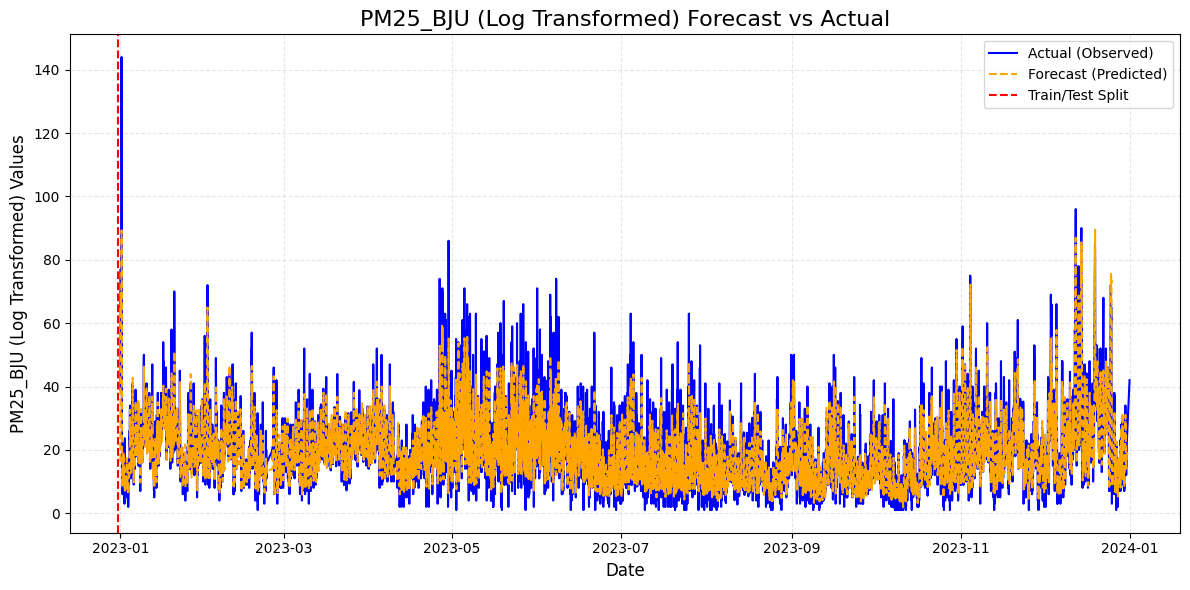 PM25_BJU (Log Transformed) Forecast vs Actual
Actual (Observed)
Forecast (Predicted)
Train/Test Split
PM25_BJU (Log Transformed) Values
140
120
100
80
60
40
20
0
2023-01
2023-03
2023-05
2023-07
2023-09
2023-11
2024-01
Date